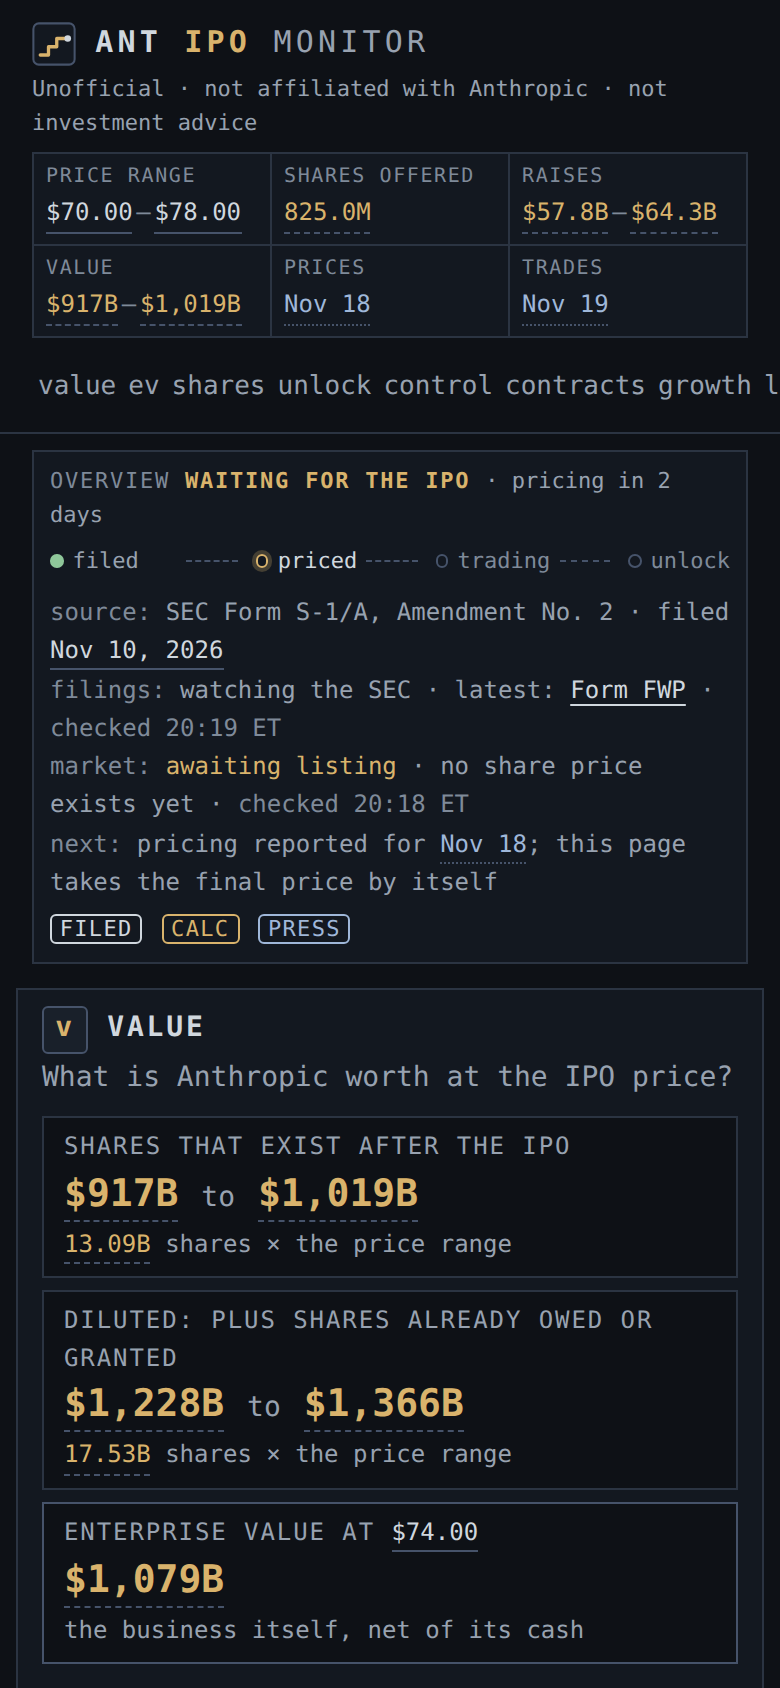 ANT IPO MONITOR
Unofficial · not affiliated with Anthropic · not
investment advice
PRICE RANGE
$70.00–$78.00
SHARES OFFERED
825.0M
RAISES
$57.8B–$64.3B
VALUE
$917B–$1,019B
PRICES
Nov 18
TRADES
Nov 19
value ev shares unlock control contracts growth l
OVERVIEW WAITING FOR THE IPO · pricing in 2
days
filed priced trading unlock
source: SEC Form S-1/A, Amendment No. 2 · filed
Nov 10, 2026
filings: watching the SEC · latest: Form FWP ·
checked 20:19 ET
market: awaiting listing · no share price
exists yet · checked 20:18 ET
next: pricing reported for Nov 18; this page
takes the final price by itself
FILED CALC PRESS
v VALUE
What is Anthropic worth at the IPO price?
SHARES THAT EXIST AFTER THE IPO
$917B to $1,019B
13.09B shares × the price range
DILUTED: PLUS SHARES ALREADY OWED OR
GRANTED
$1,228B to $1,366B
17.53B shares × the price range
ENTERPRISE VALUE AT $74.00
$1,079B
the business itself, net of its cash